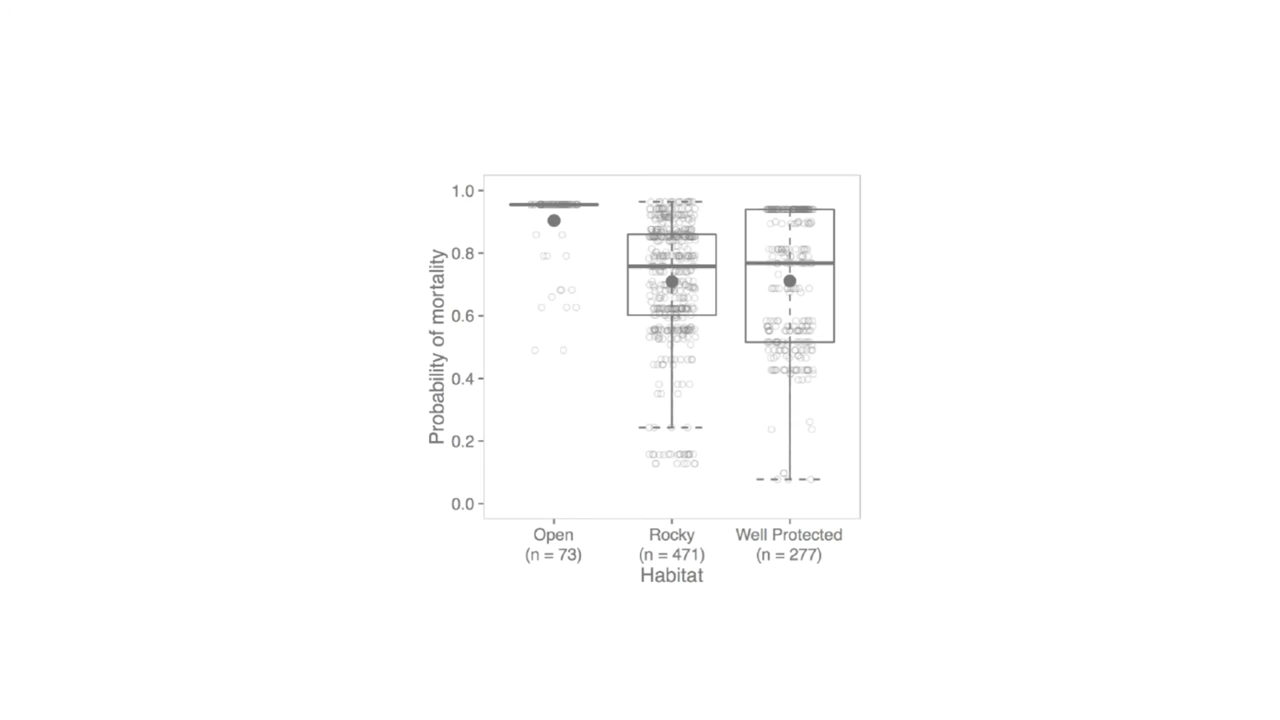 Probability of mortality
1.0
0.8
0.6
0.4
0.2
0.0
Open Rocky Well Protected
(n = 73) (n = 471) (n = 277)
Habitat